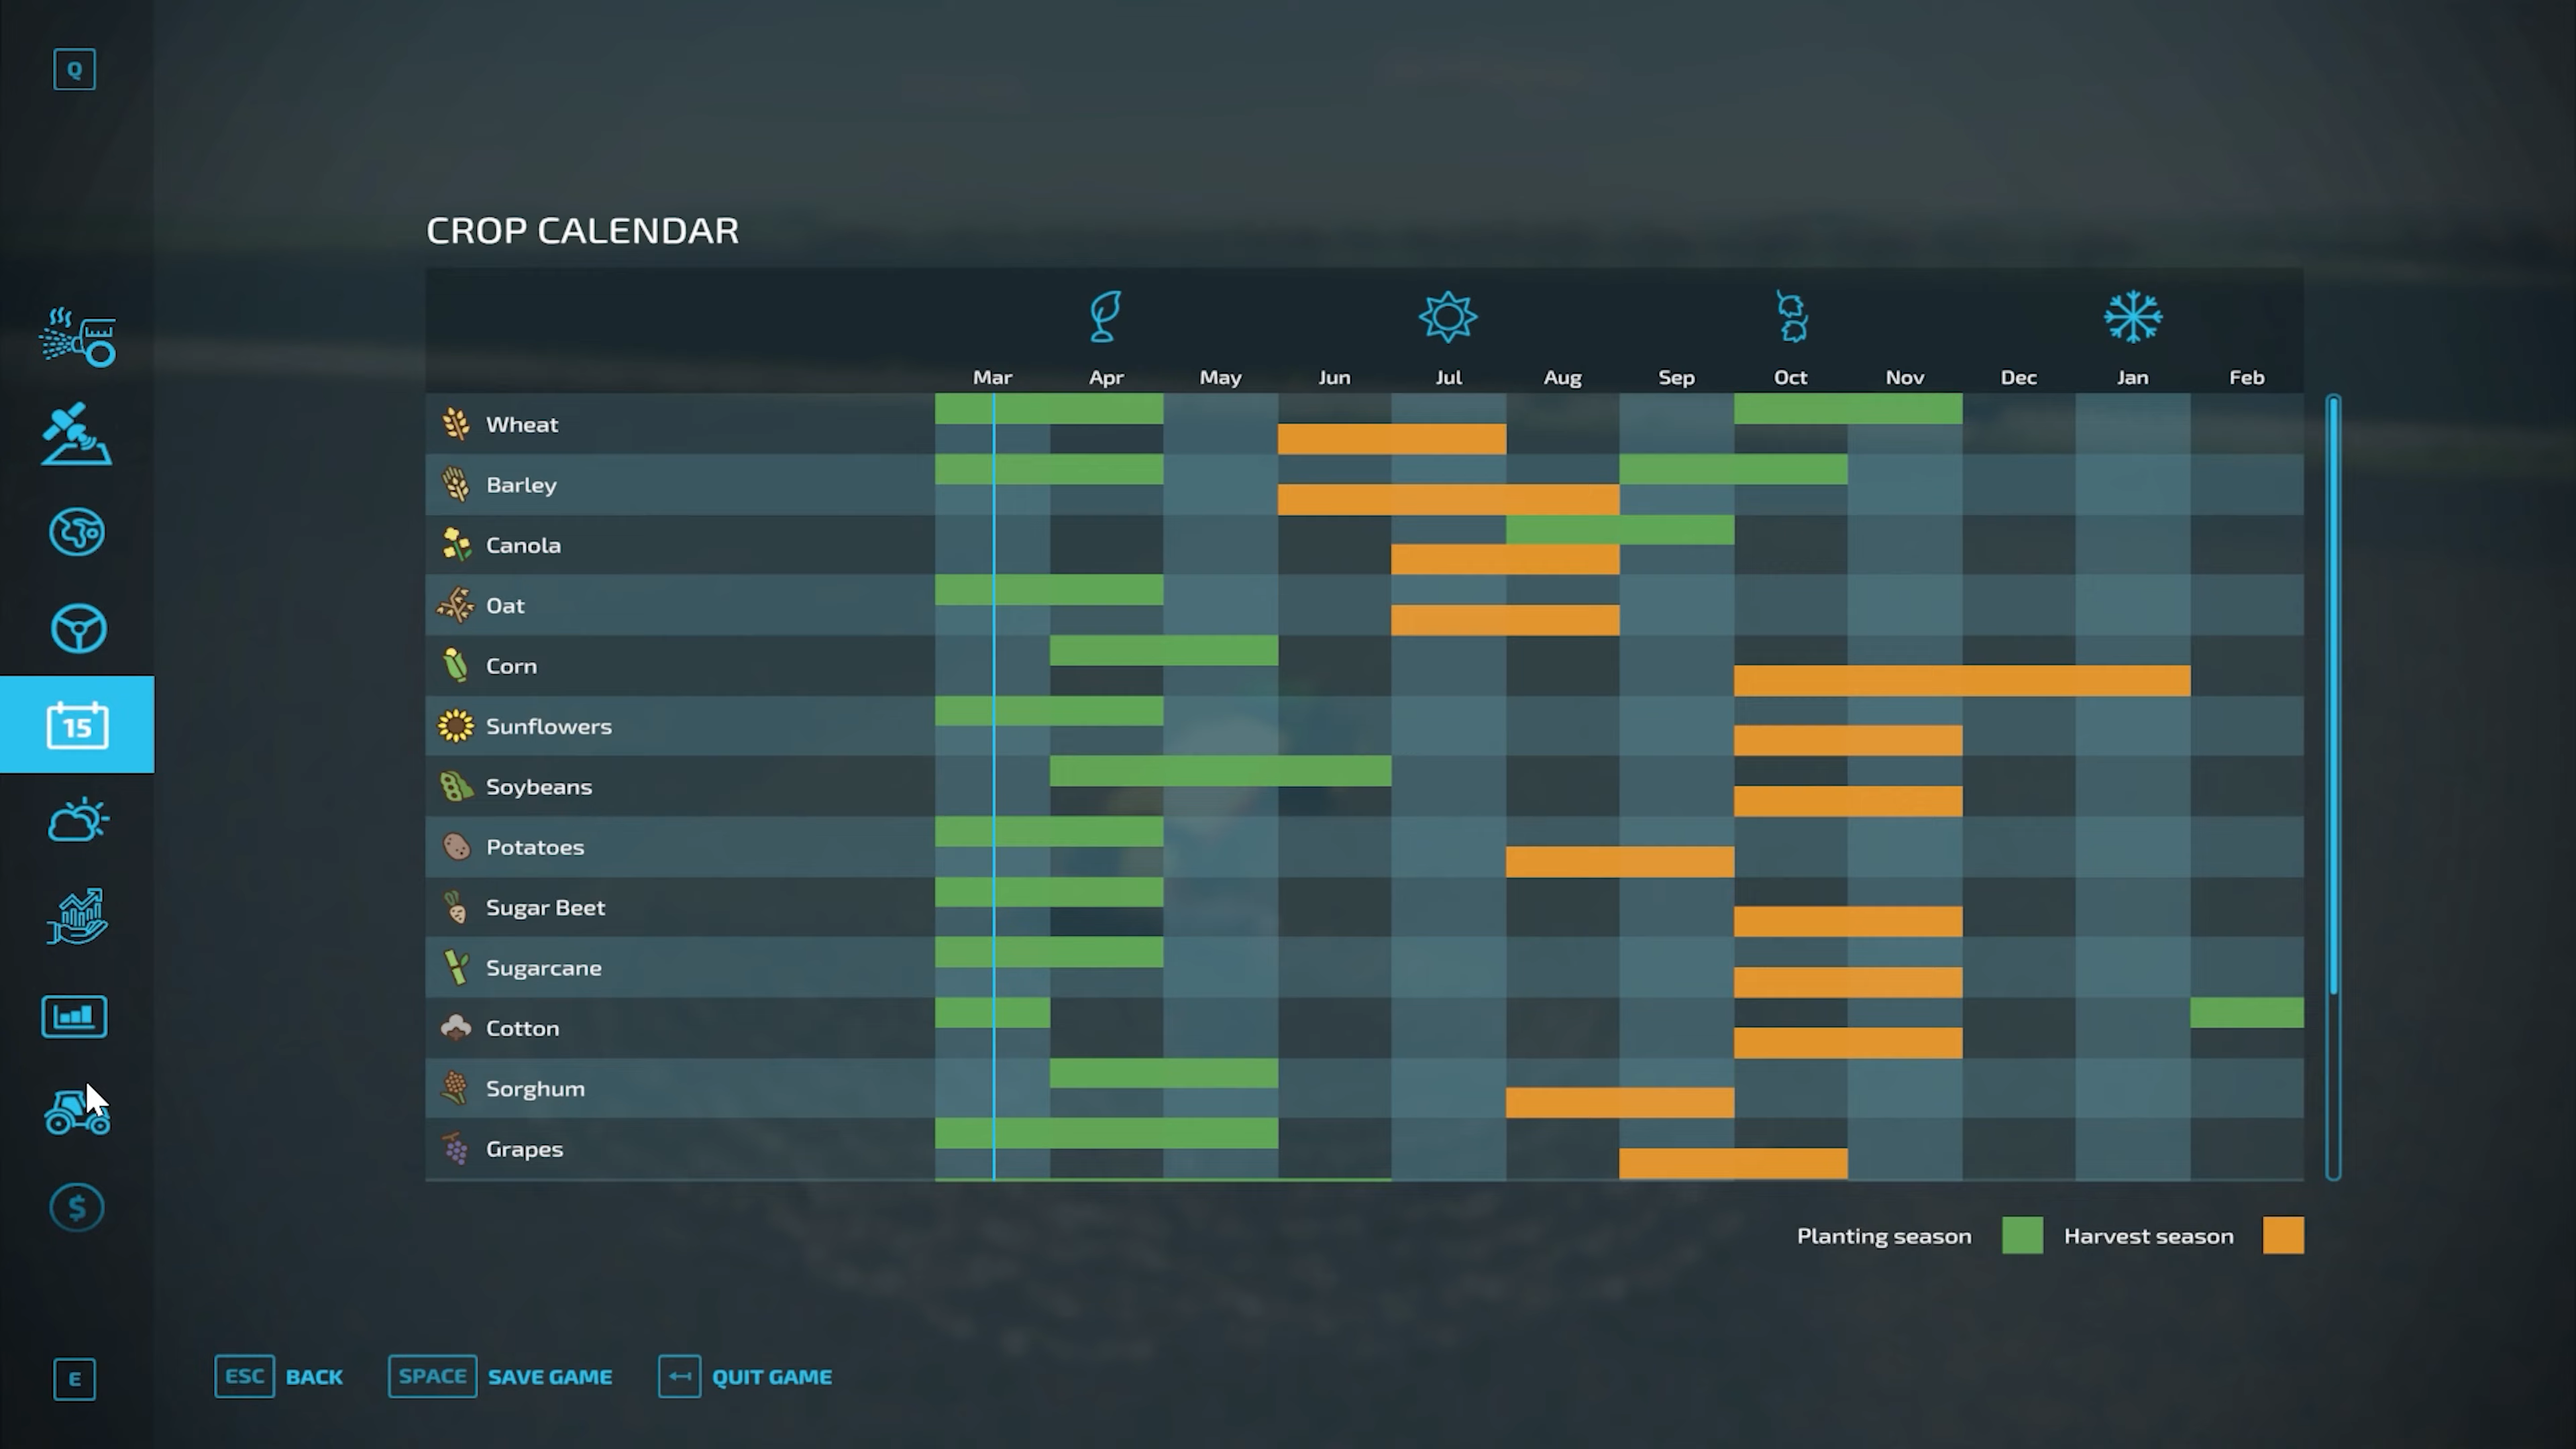 Q
CROP CALENDAR
Mar Apr May Jun Jul Aug Sep Oct Nov Dec Jan Feb
Wheat
Barley
Canola
Oat
Corn
15
Sunflowers
Soybeans
Potatoes
Sugar Beet
Sugarcane
Cotton
Sorghum
Grapes
$
Planting season Harvest season
E
ESC BACK SPACE SAVE GAME QUIT GAME